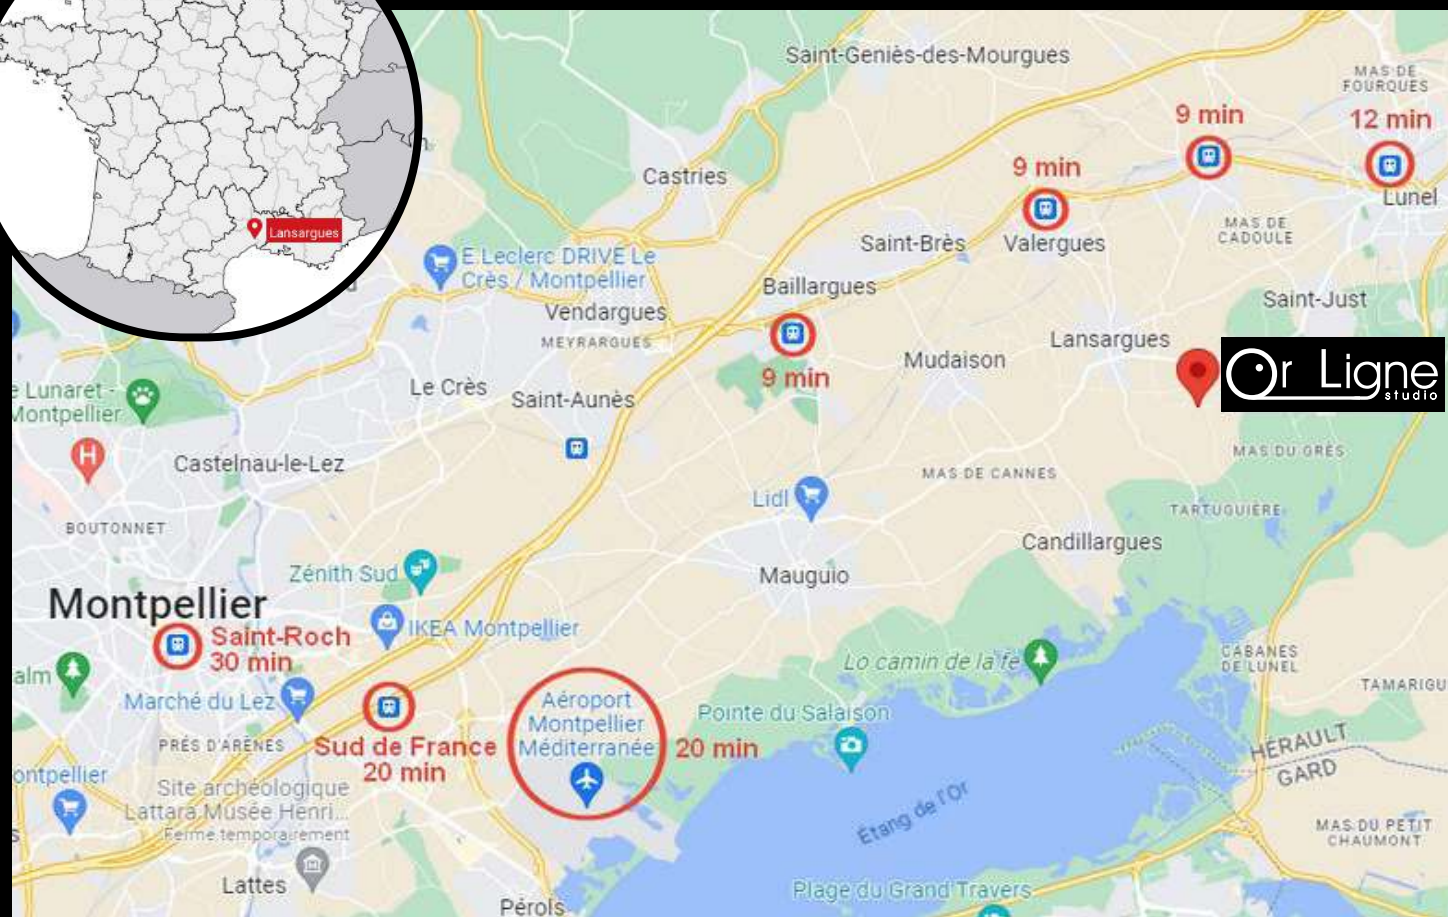 Lansargues
Saint-Geniès-des-Mourgues
MAS DE
FOURQUES
9 min
12 min
Castries
9 min
Lunel
MAS DE
CADOULE
Saint-Brès
Valergues
E.Leclerc DRIVE Le
Crès / Montpellier
Baillargues
Saint-Just
Vendargues
MEYRARGUES
Lansargues
Mudaison
Or Ligne
studio
9 min
e Lunaret -
Montpellier
Le Crès
Saint-Aunès
H
Castelnau-le-Lez
MAS DU GRÈS
MAS DE CANNES
Lidl
TARTUGUIÈRE
BOUTONNET
Candillargues
Zénith Sud
Mauguio
Montpellier
Saint-Roch
30 min
IKEA Montpellier
Lo camin de la fe
CABANES
DE LUNEL
alm
TAMARIGU
Marché du Lez
Aéroport
Montpellier
Méditerranée
20 min
Pointe du Salaison
PRÉS D'ARÈNES
Sud de France
20 min
HÉRAULT
GARD
ontpellier
Site archéologique
Lattara Musée Henri...
Fermé temporairement
Étang de l'Or
MAS DU PETIT
CHAUMONT
s
Lattes
Plage du Grand Travers
Pérols